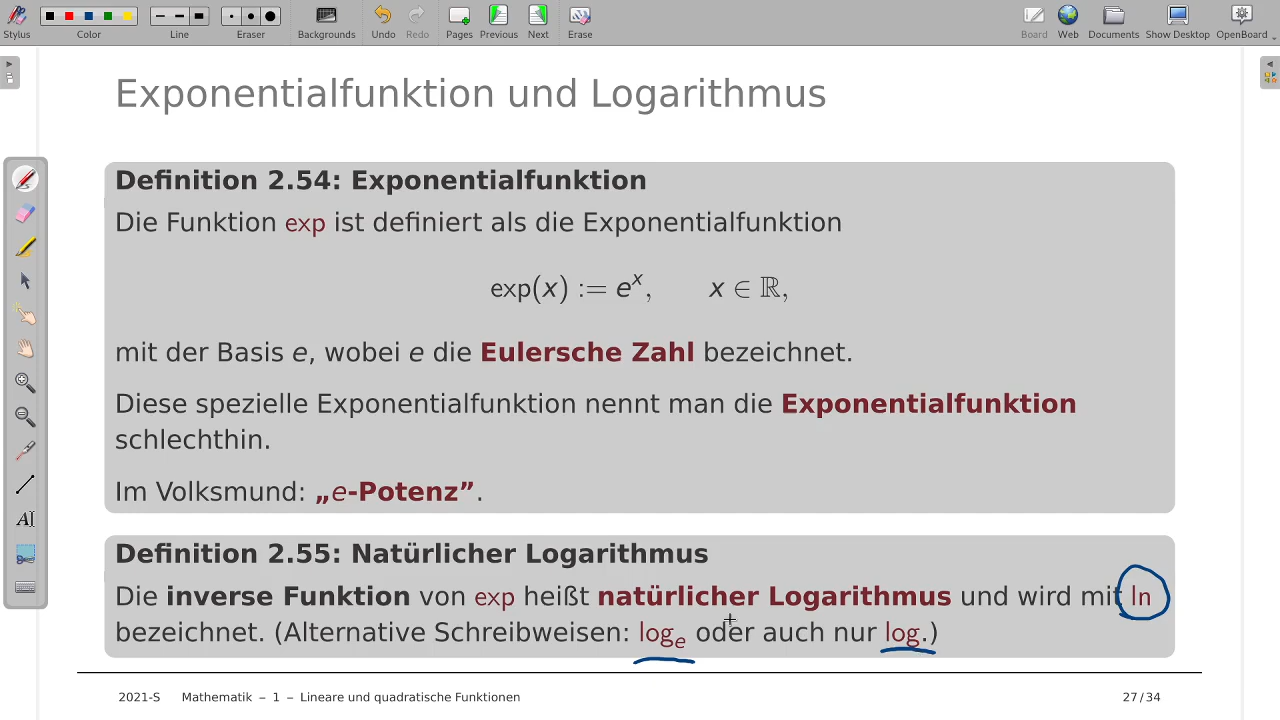 Stylus Color Line Eraser Backgrounds Undo Redo Pages Previous Next Erase Board Web Documents Show Desktop OpenBoard
Exponentialfunktion und Logarithmus
Definition 2.54: Exponentialfunktion
Die Funktion exp ist definiert als die Exponentialfunktion
exp(x) := eˣ, x ∈ ℝ,
mit der Basis e, wobei e die Eulersche Zahl bezeichnet.
Diese spezielle Exponentialfunktion nennt man die Exponentialfunktion
schlechthin.
Im Volksmund: „e-Potenz”.
Definition 2.55: Natürlicher Logarithmus
Die inverse Funktion von exp heißt natürlicher Logarithmus und wird mit ln
bezeichnet. (Alternative Schreibweisen: logₑ oder auch nur log.)
2021-S Mathematik – 1 – Lineare und quadratische Funktionen 27/34